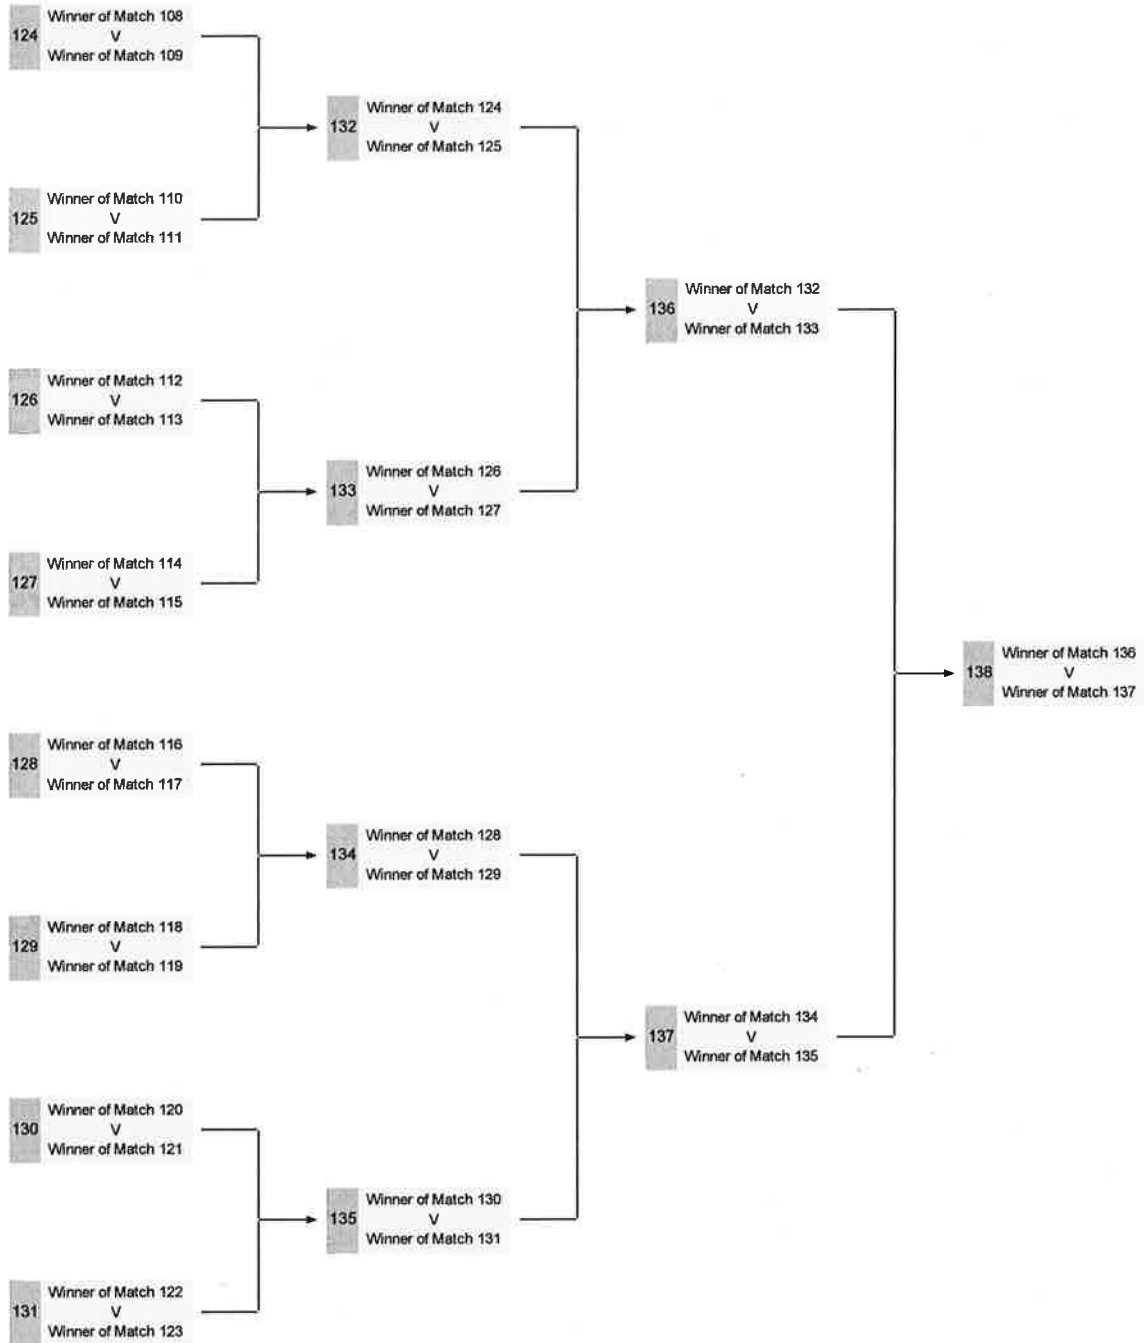 124
Winner of Match 108
V
Winner of Match 109
125
Winner of Match 110
V
Winner of Match 111
126
Winner of Match 112
V
Winner of Match 113
127
Winner of Match 114
V
Winner of Match 115
128
Winner of Match 116
V
Winner of Match 117
129
Winner of Match 118
V
Winner of Match 119
130
Winner of Match 120
V
Winner of Match 121
131
Winner of Match 122
V
Winner of Match 123
132
Winner of Match 124
V
Winner of Match 125
133
Winner of Match 126
V
Winner of Match 127
134
Winner of Match 128
V
Winner of Match 129
135
Winner of Match 130
V
Winner of Match 131
136
Winner of Match 132
V
Winner of Match 133
137
Winner of Match 134
V
Winner of Match 135
138
Winner of Match 136
V
Winner of Match 137